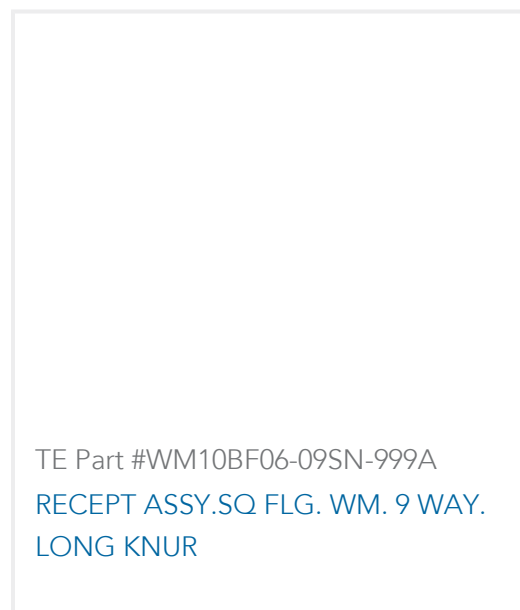 TE Part #WM10BF06-09SN-999A
RECEPT ASSY.SQ FLG. WM. 9 WAY.
LONG KNUR